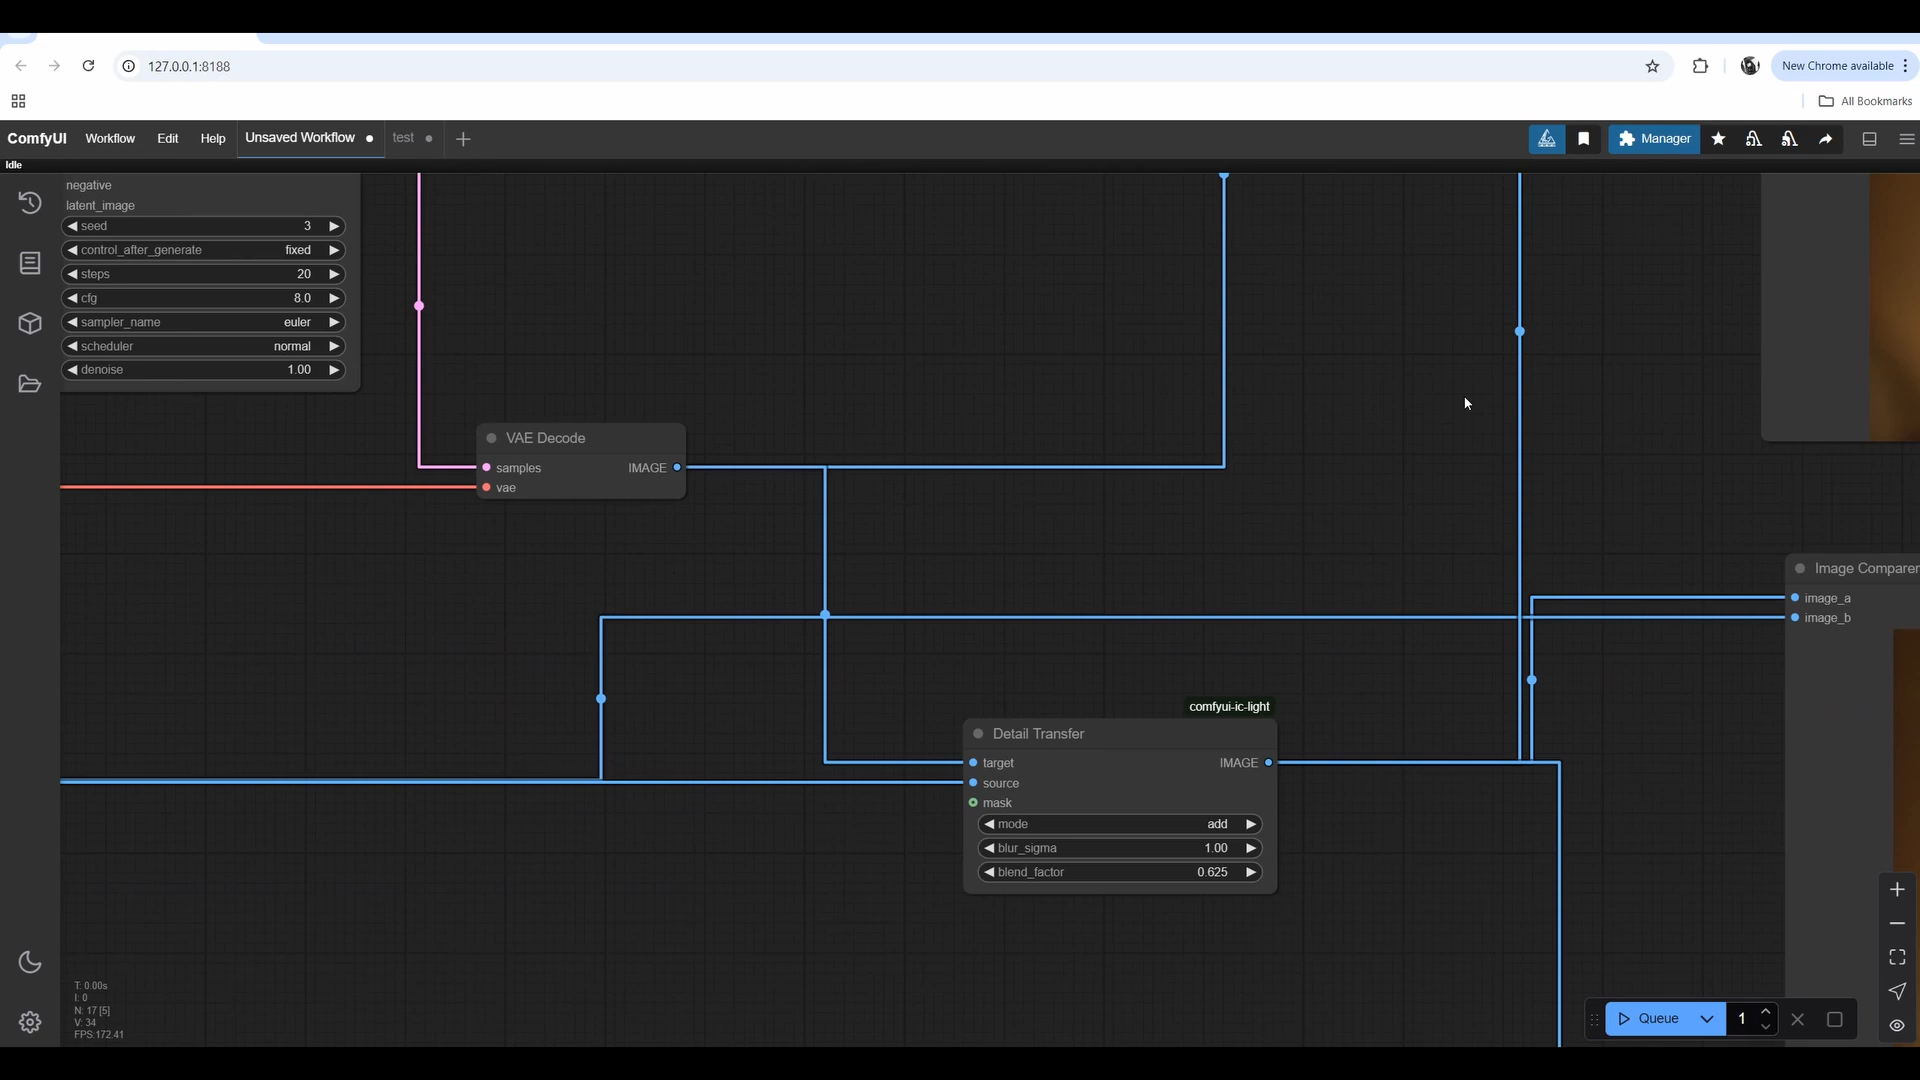 127.0.0.1:8188
New Chrome available
All Bookmarks
ComfyUI Workflow Edit Help Unsaved Workflow test Manager
Idle
negative
latent_image
seed 3
control_after_generate fixed
steps 20
cfg 8.0
sampler_name euler
scheduler normal
denoise 1.00
VAE Decode
samples IMAGE
vae
Image Comparer
image_a
image_b
comfyui-ic-light
Detail Transfer
target IMAGE
source
mask
mode add
blur_sigma 1.00
blend_factor 0.625
T: 0.00s
I: 0
N: 17 [5]
V: 34
FPS:172.41
Queue 1